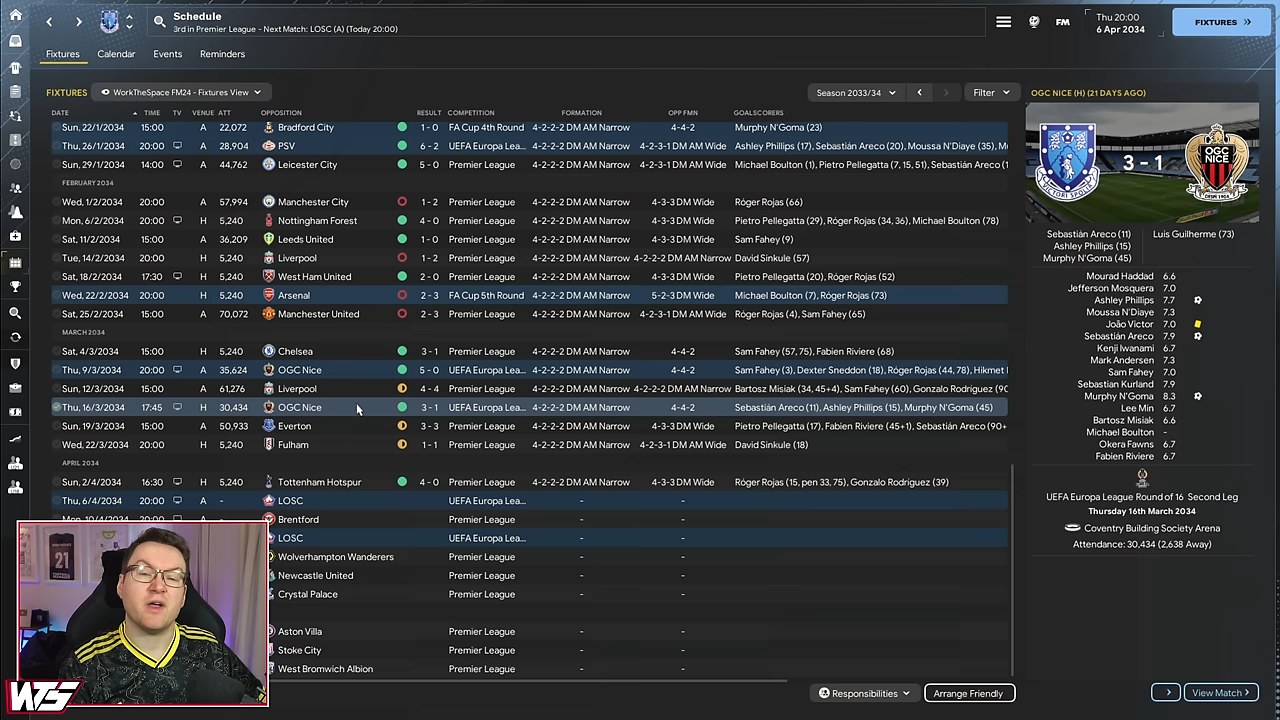 Schedule
3rd in Premier League - Next Match: LOSC (A) (Today 20:00)
FM
Thu 20:00
6 Apr 2034
FIXTURES
Fixtures Calendar Events Reminders
FIXTURES WorkTheSpace FM24 - Fixtures View Season 2033/34 Filter
DATE TIME TV VENUE ATT OPPOSITION RESULT COMPETITION FORMATION OPP FMN GOALSCORERS
Sun, 22/1/2034 15:00 A 22,072 Bradford City 1 - 0 FA Cup 4th Round 4-2-2-2 DM AM Narrow 4-4-2 Murphy N'Goma (23)
Thu, 26/1/2034 20:00 A 28,904 PSV UEFA Europa Lea... 4-2-2-2 DM AM Narrow 4-2-3-1 DM AM Wide Ashley Phillips (17), Sebastián Areco (20), Moussa N'Diaye (35), M
Sun, 29/1/2034 14:00 A 44,762 Leicester City 5 - 0 Premier League 4-2-2-2 DM AM Narrow 4-2-3-1 DM AM Wide Michael Boulton (1), Pietro Pellegatta (7, 15, 51), Sebastián Areco (1
FEBRUARY 2034
Wed, 1/2/2034 20:00 A 57,994 Manchester City 1 - 2 Premier League 4-2-2-2 DM AM Narrow 4-3-3 DM Wide Róger Rojas (66)
Mon, 6/2/2034 20:00 H 5,240 Nottingham Forest 4 - 0 Premier League 4-2-2-2 DM AM Narrow 4-3-3 DM Wide Pietro Pellegatta (29), Róger Rojas (34, 36), Michael Boulton (78)
Sat, 11/2/2034 15:00 A 36,209 Leeds United 1 - 0 Premier League 4-2-2-2 DM AM Narrow 4-3-3 DM Wide Sam Fahey (9)
Tue, 14/2/2034 20:00 H 5,240 Liverpool 1 - 2 Premier League 4-2-2-2 DM AM Narrow 4-2-2-2 DM AM Narrow David Sinkule (57)
Sat, 18/2/2034 17:30 H 5,240 West Ham United 2 - 0 Premier League 4-2-2-2 DM AM Narrow 4-3-3 DM Wide Pietro Pellegatta (20), Róger Rojas (52)
Wed, 22/2/2034 20:00 H 5,240 Arsenal 2 - 3 FA Cup 5th Round 4-2-2-2 DM AM Narrow 5-2-3 DM Wide Michael Boulton (7), Róger Rojas (73)
Sat, 25/2/2034 15:00 A 70,072 Manchester United 2 - 3 Premier League 4-2-2-2 DM AM Narrow 4-2-3-1 DM AM Wide Róger Rojas (4), Sam Fahey (65)
MARCH 2034
Sat, 4/3/2034 15:00 H 5,240 Chelsea 3 - 1 Premier League 4-2-2-2 DM AM Narrow 4-4-2 Sam Fahey (57, 75), Fabien Riviere (68)
Thu, 9/3/2034 20:00 A 35,624 OGC Nice 5 - 0 UEFA Europa Lea... 4-2-2-2 DM AM Narrow 4-4-2 Sam Fahey (3), Dexter Sneddon (18), Róger Rojas (44, 78), Hikmet
Sun, 12/3/2034 A 61,276 Liverpool 4 - 4 Premier League 4-2-2-2 DM AM Narrow 4-2-2-2 DM AM Narrow Bartosz Misiak (34, 45+4), Sam Fahey (60), Gonzalo Rodríguez (90
Thu, 16/3/2034 17:45 H 30,434 OGC Nice 3 - 1 UEFA Europa Lea... 4-2-2-2 DM AM Narrow 4-4-2 Sebastián Areco (11), Ashley Phillips (15), Murphy N'Goma (45)
Sun, 19/3/2034 15:00 A 50,933 Everton 3 - 3 Premier League 4-2-2-2 DM AM Narrow 4-3-3 DM Wide Pietro Pellegatta (17), Fabien Riviere (45+1), Sebastián Areco (90+
Wed, 22/3/2034 20:00 H 5,240 Fulham 1 - 1 Premier League 4-2-2-2 DM AM Narrow 4-2-3-1 DM AM Wide David Sinkule (18)
APRIL 2034
Sun, 2/4/2034 16:30 H 5,240 Tottenham Hotspur 4 - 0 Premier League 4-2-2-2 DM AM Narrow 4-3-3 DM Wide Róger Rojas (15, pen 33, 75), Gonzalo Rodríguez (39)
Thu, 6/4/2034 20:00 A - LOSC UEFA Europa Lea... - -
Mon, 10/4/2034 20:00 A - Brentford Premier League - -
LOSC UEFA Europa Lea... - -
Wolverhampton Wanderers Premier League - -
Newcastle United Premier League - -
Crystal Palace Premier League - -
Aston Villa Premier League - -
Stoke City Premier League - -
West Bromwich Albion Premier League - -
Responsibilities Arrange Friendly
OGC NICE (H) (21 DAYS AGO)
VICTORI SPOLIA
3 - 1
OGC NICE
DEPUIS 1904
Sebastián Areco (11) Luis Guilherme (73)
Ashley Phillips (15)
Murphy N'Goma (45)
Mourad Haddad 6.6
Jefferson Mosquera 7.0
Ashley Phillips 7.7
Moussa N'Diaye 7.3
João Victor 7.0
Sebastián Areco 7.9
Kenji Iwanami 6.7
Mark Anderson 7.3
Sam Fahey 7.0
Sebastian Kurland 7.9
Murphy N'Goma 8.3
Lee Min 6.7
Bartosz Misiak 6.6
Michael Boulton -
Okera Fawns 6.7
Fabien Riviere 6.7
UEFA Europa League Round of 16 Second Leg
Thursday 16th March 2034
Coventry Building Society Arena
Attendance: 30,434 (2,638 Away)
View Match
21
WTS